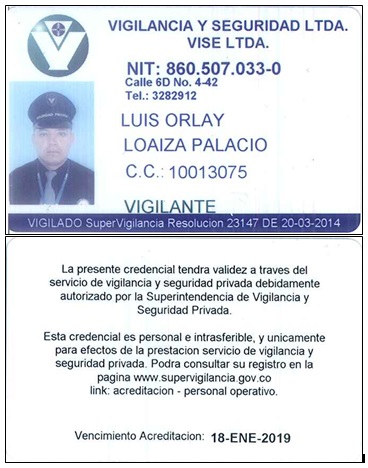 VIGILANCIA Y SEGURIDAD LTDA.
VISE LTDA.
NIT: 860.507.033-0
Calle 6D No. 4-42
Tel.: 3282912
LUIS ORLAY
LOAIZA PALACIO
C.C.: 10013075
VIGILANTE
VIGILADO SuperVigilancia Resolucion 23147 DE 20-03-2014
La presente credencial tendra validez a traves del
servicio de vigilancia y seguridad privada debidamente
autorizado por la Superintendencia de Vigilancia y
Seguridad Privada.
Esta credencial es personal e intrasferible, y unicamente
para efectos de la prestacion servicio de vigilancia y
seguridad privada. Podra consultar su registro en la
pagina www.supervigilancia.gov.co
link: acreditacion - personal operativo.
Vencimiento Acreditacion: 18-ENE-2019